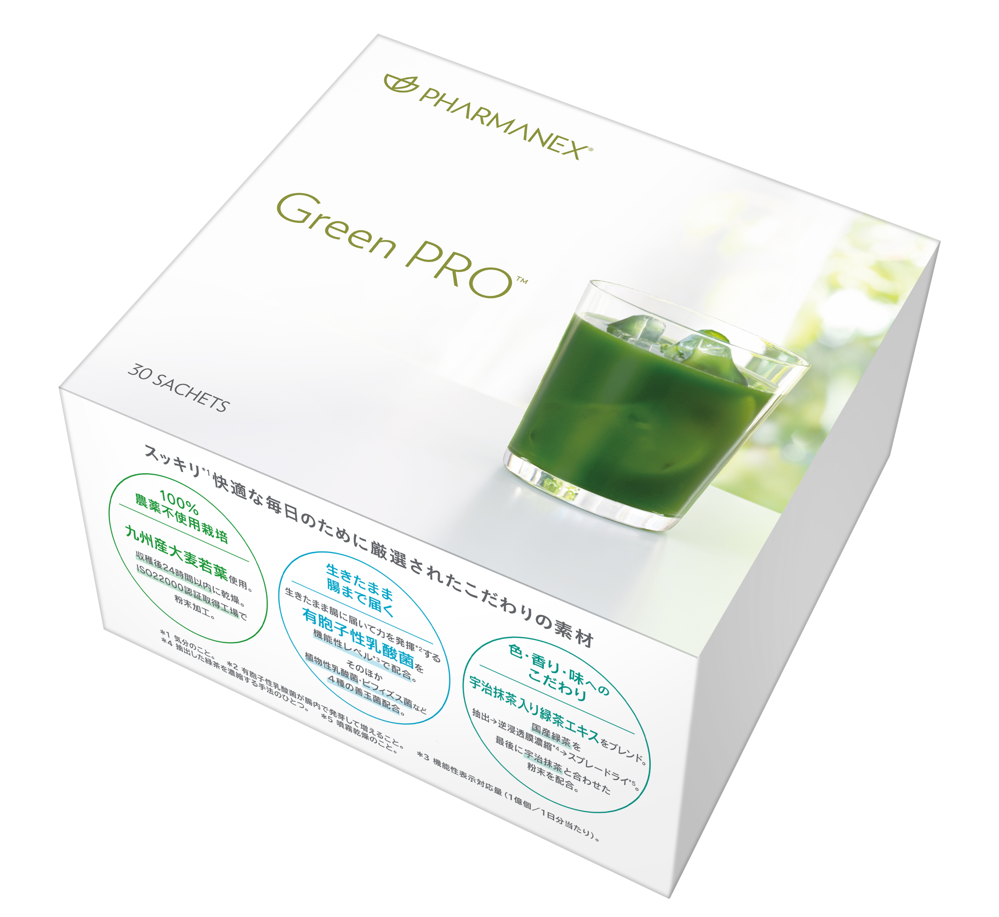 PHARMANEX®
Green PRO™
30 SACHETS
スッキリ*1快適な毎日のために厳選されたこだわりの素材
100%
農薬不使用栽培
九州産大麦若葉使用。
収穫後24時間以内に乾燥。
ISO22000認証取得工場で
粉末加工。
生きたまま
腸まで届く
生きたまま腸に届いて力を発揮*2する
有胞子性乳酸菌を
機能性レベル*3で配合。
そのほか
植物性乳酸菌・ビフィズス菌など
4種の善玉菌配合。
色・香り・味への
こだわり
宇治抹茶入り緑茶エキスをブレンド。
国産緑茶を
抽出→逆浸透膜濃縮*4→スプレードライ*5。
最後に宇治抹茶と合わせた
粉末を配合。
*1 気分のこと。 *2 有胞子性乳酸菌が腸内で発芽して増えること。 *3 機能性表示対応量（1億個／1日分当たり）。
*4 抽出した緑茶を濃縮する手法のひとつ。 *5 噴霧乾燥のこと。